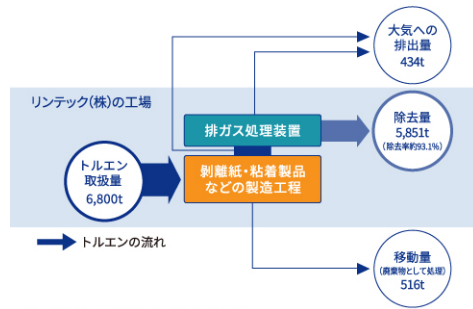 大気への
排出量
434t
リンテック(株)の工場
排ガス処理装置
除去量
5,851t
(除去率約93.1%)
トルエン
取扱量
6,800t
剝離紙・粘着製品
などの製造工程
トルエンの流れ
移動量
(廃棄物として処理)
516t